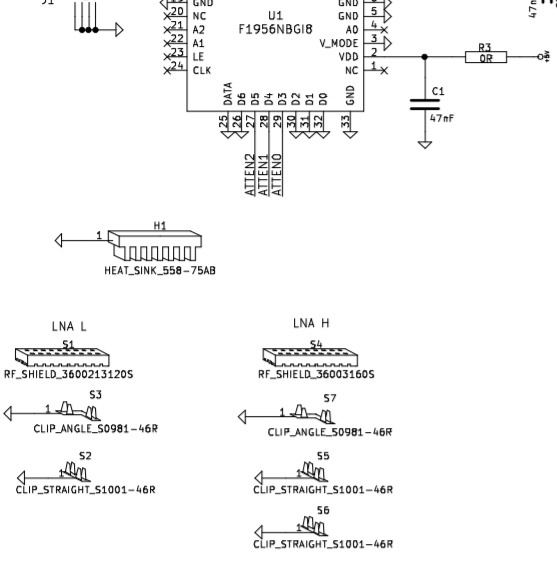 J1
19 GND
20 NC
21 A2
22 A1
23 LE
24 CLK
U1
F1956NBGI8
GND 6
GND 5
A0 4
V_MODE 3
VDD 2
NC 1
DATA D6 D5 D4 D3 D2 D1 D0 GND
25 26 27 28 29 30 31 32 33
ATTEN2
ATTEN1
ATTEN0
R3
0R
+5V
C1
47nF
47n
H1
1
HEAT_SINK_558-75AB
LNA L
S1
RF_SHIELD_3600213120S
S3
1
CLIP_ANGLE_S0981-46R
S2
1
CLIP_STRAIGHT_S1001-46R
LNA H
S4
RF_SHIELD_36003160S
S7
1
CLIP_ANGLE_S0981-46R
S5
1
CLIP_STRAIGHT_S1001-46R
S6
1
CLIP_STRAIGHT_S1001-46R